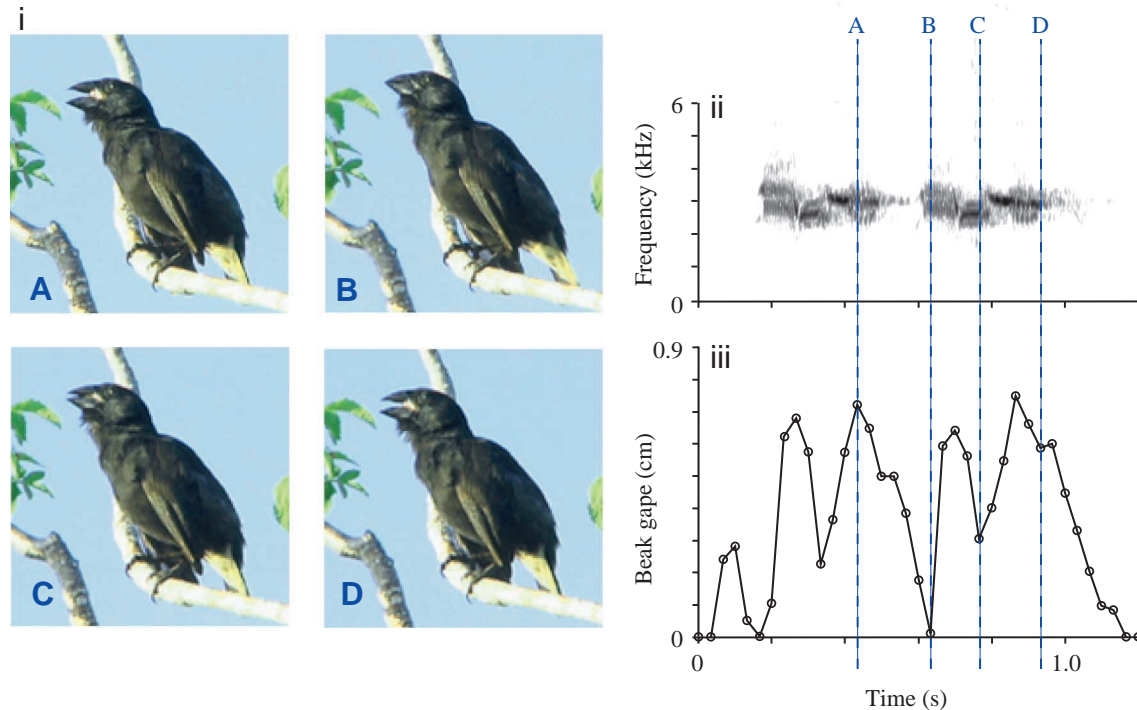 i
A
B
C
D
A B C D
ii
6
Frequency (kHz)
0
iii
0.9
Beak gape (cm)
0
0 1.0
Time (s)